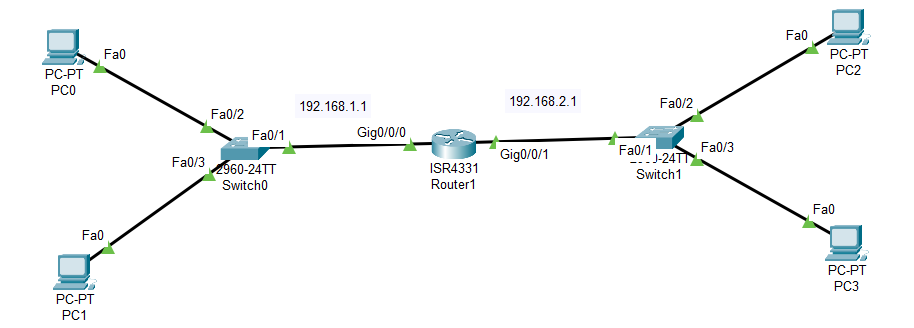 Fa0
PC-PT
PC0
Fa0/2
Fa0/1
192.168.1.1
Gig0/0/0
Fa0/3
2960-24TT
Switch0
Fa0
PC-PT
PC1
ISR4331
Router1
192.168.2.1
Gig0/0/1
Fa0/2
Fa0/1
Fa0/3
-24TT
Switch1
Fa0
PC-PT
PC2
Fa0
PC-PT
PC3